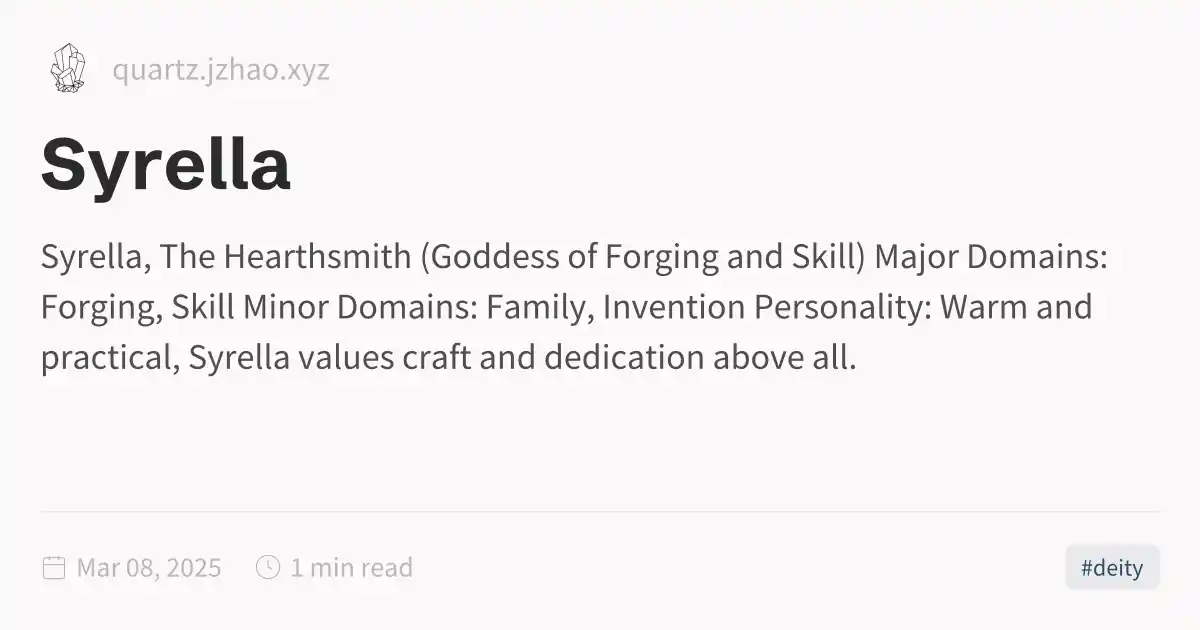 quartz.jzhao.xyz
Syrella
Syrella, The Hearthsmith (Goddess of Forging and Skill) Major Domains:
Forging, Skill Minor Domains: Family, Invention Personality: Warm and
practical, Syrella values craft and dedication above all.
Mar 08, 2025 1 min read #deity